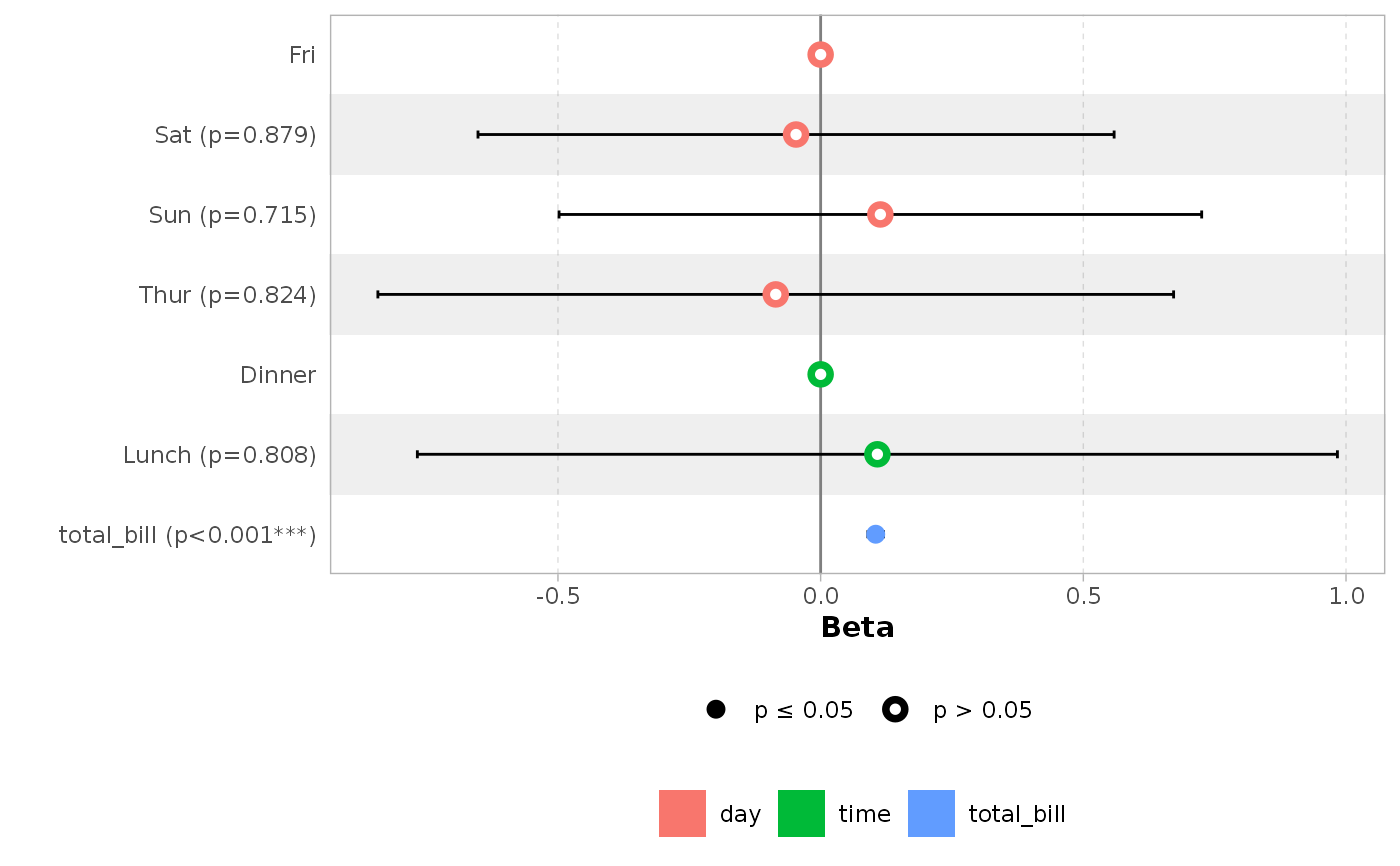 Fri
Sat (p=0.879)
Sun (p=0.715)
Thur (p=0.824)
Dinner
Lunch (p=0.808)
total_bill (p<0.001***)
-0.5 0.0 0.5 1.0
Beta
p ≤ 0.05 p > 0.05
day time total_bill